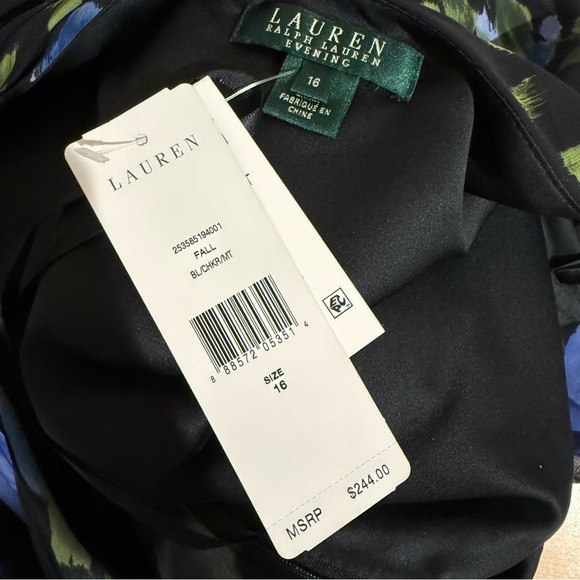 LAUREN
RALPH LAUREN
EVENING
16
FABRIQUÉ EN
CHINE
LAUREN
253585194001
FALL
BL/CHKR/MT
8 88572 05351 4
SIZE
16
MSRP $244.00